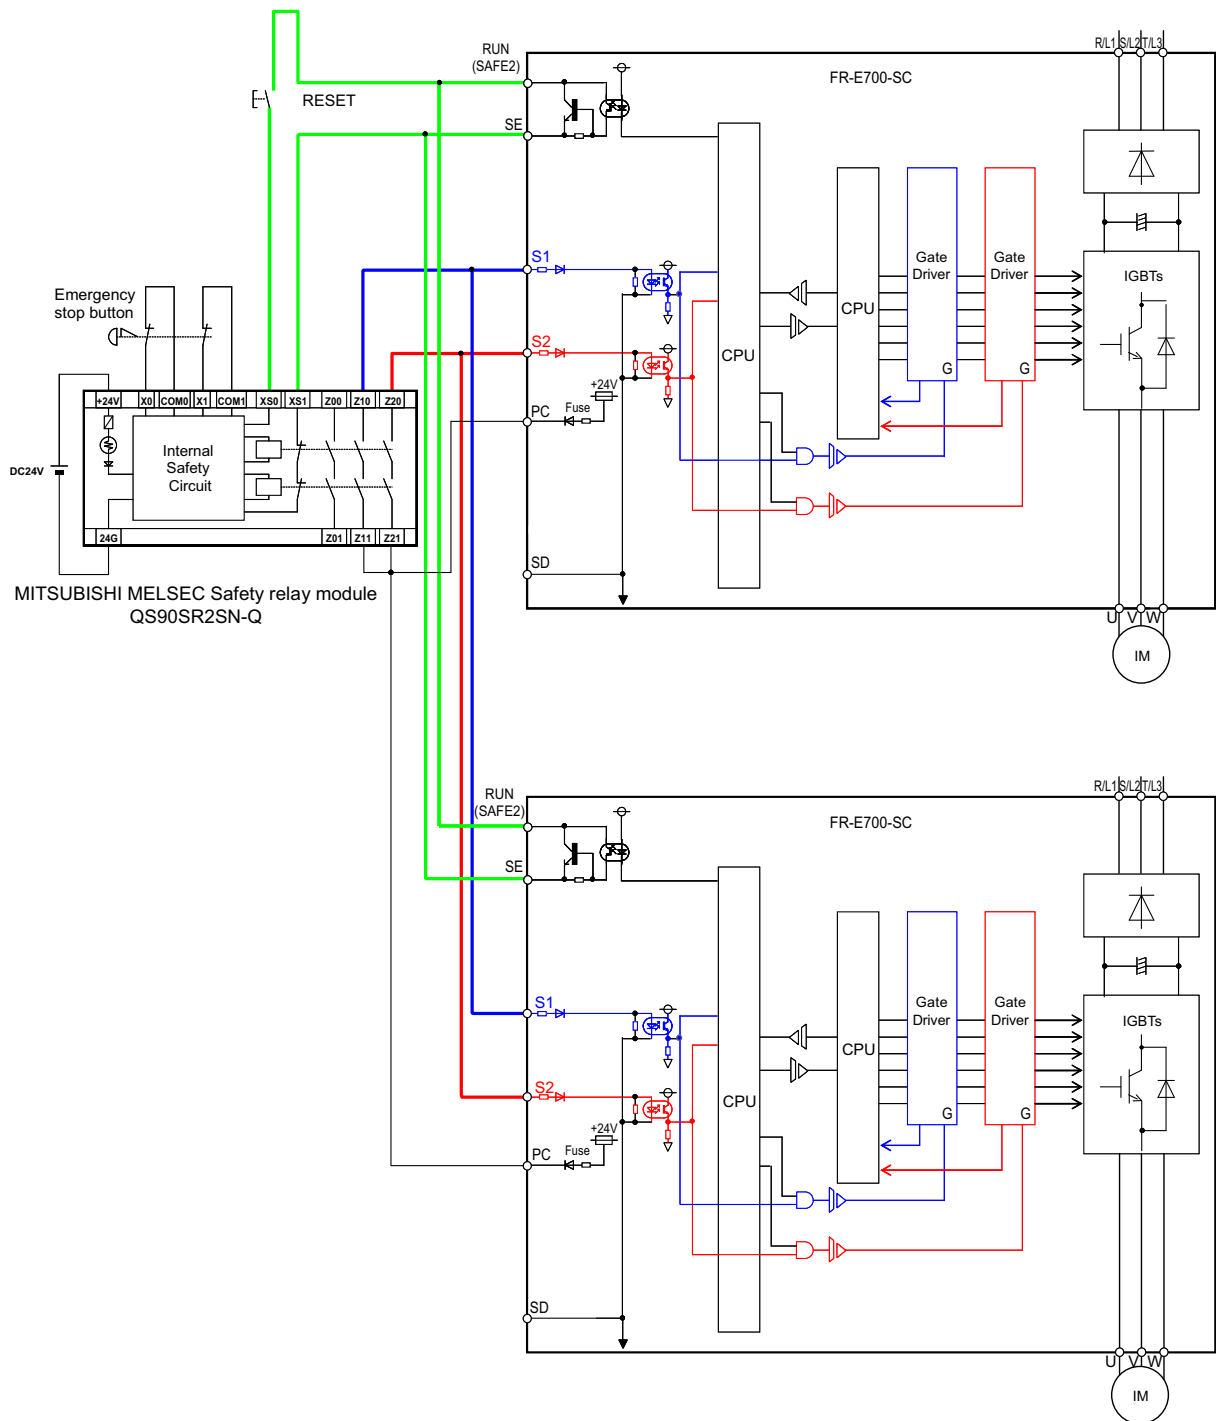 RUN
(SAFE2)
R/L1 S/L2 T/L3
FR-E700-SC
RESET
SE
S1
Gate
Driver
Gate
Driver
IGBTs
Emergency
stop button
CPU
S2
CPU
G
G
+24V
PC
Fuse
+24V
X0
COM0
X1
COM1
XS0
XS1
Z00
Z10
Z20
Internal
Safety
Circuit
DC24V
24G
Z01
Z11
Z21
SD
MITSUBISHI MELSEC Safety relay module
QS90SR2SN-Q
U V W
IM
RUN
(SAFE2)
R/L1 S/L2 T/L3
FR-E700-SC
SE
S1
Gate
Driver
Gate
Driver
IGBTs
CPU
S2
CPU
G
G
+24V
PC
Fuse
SD
U V W
IM